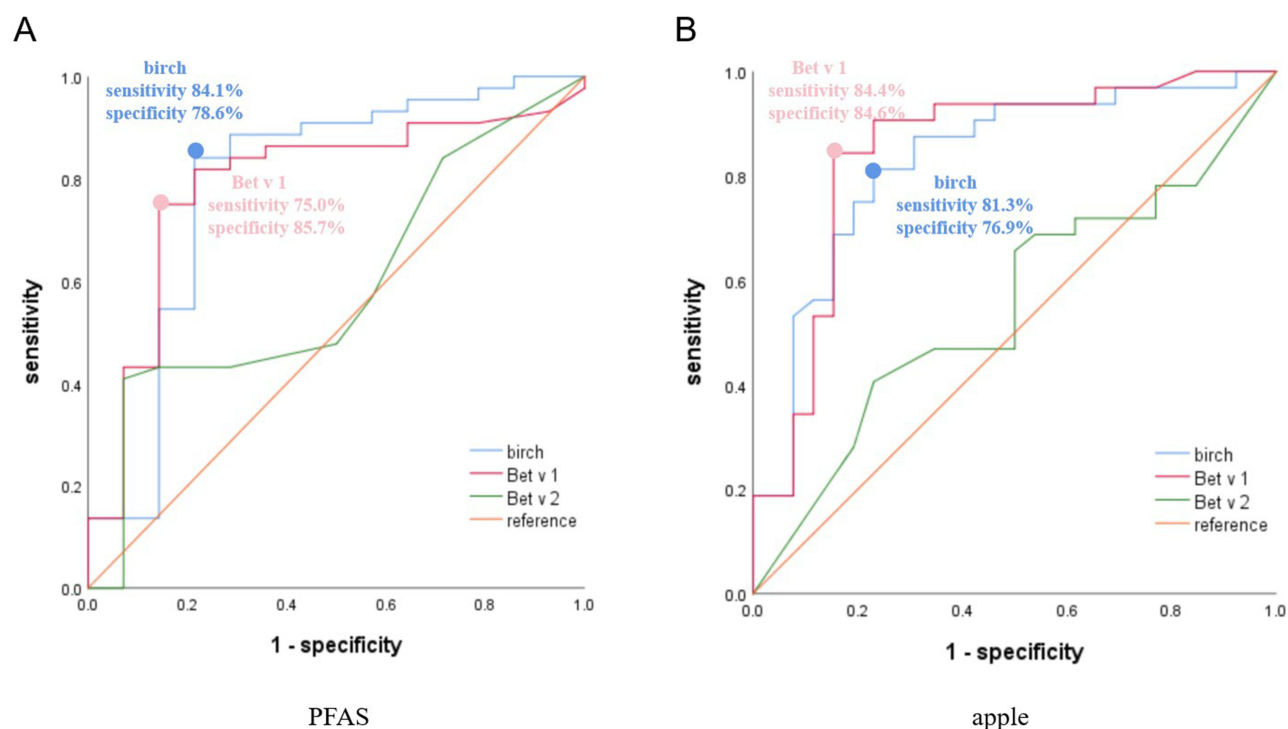 A
birch
sensitivity 84.1%
specificity 78.6%
Bet v 1
sensitivity 75.0%
specificity 85.7%
1.0
0.8
0.6
0.4
0.2
0.0
sensitivity
birch
Bet v 1
Bet v 2
reference
0.0 0.2 0.4 0.6 0.8 1.0
1 - specificity
PFAS
B
Bet v 1
sensitivity 84.4%
specificity 84.6%
birch
sensitivity 81.3%
specificity 76.9%
1.0
0.8
0.6
0.4
0.2
0.0
sensitivity
birch
Bet v 1
Bet v 2
reference
0.0 0.2 0.4 0.6 0.8 1.0
1 - specificity
apple